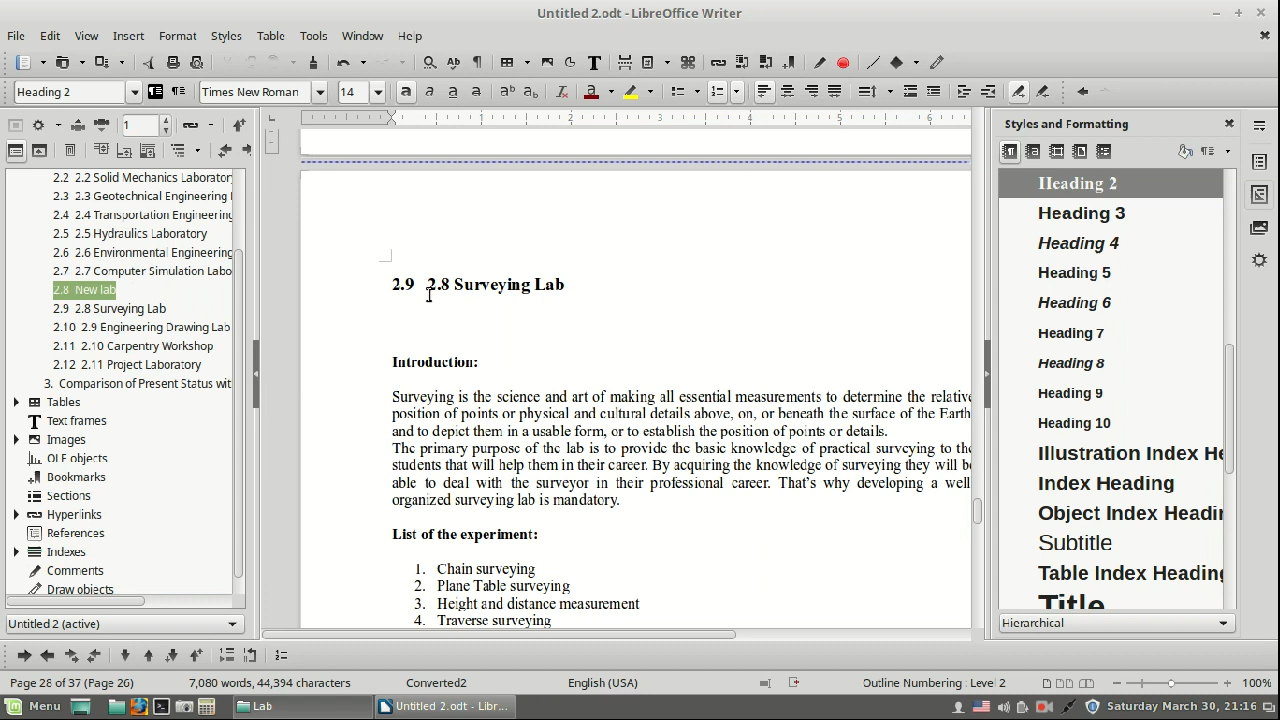 Untitled 2.odt - LibreOffice Writer
File Edit View Insert Format Styles Table Tools Window Help
Heading 2 Times New Roman 14
1
1 2 3 4 5 6
2.2 2.2 Solid Mechanics Laborator
2.3 2.3 Geotechnical Engineering
2.4 2.4 Transportation Engineering
2.5 2.5 Hydraulics Laboratory
2.6 2.6 Environmental Engineering
2.7 2.7 Computer Simulation Labo
2.8 New lab
2.9 2.8 Surveying Lab
2.10 2.9 Engineering Drawing Lab
2.11 2.10 Carpentry Workshop
2.12 2.11 Project Laboratory
3. Comparison of Present Status wit
Tables
Text frames
Images
OLE objects
Bookmarks
Sections
Hyperlinks
References
Indexes
Comments
Draw objects
Untitled 2 (active)
2.9 2.8 Surveying Lab
Introduction:
Surveying is the science and art of making all essential measurements to determine the relative
position of points or physical and cultural details above, on, or beneath the surface of the Earth
and to depict them in a usable form, or to establish the position of points or details.
The primary purpose of the lab is to provide the basic knowledge of practical surveying to the
students that will help them in their career. By acquiring the knowledge of surveying they will be
able to deal with the surveyor in their professional career. That's why developing a well
organized surveying lab is mandatory.
List of the experiment:
1. Chain surveying
2. Plane Table surveying
3. Height and distance measurement
4. Traverse surveying
Styles and Formatting
Heading 2
Heading 3
Heading 4
Heading 5
Heading 6
Heading 7
Heading 8
Heading 9
Heading 10
Illustration Index He
Index Heading
Object Index Headin
Subtitle
Table Index Heading
Title
Hierarchical
Page 28 of 37 (Page 26) 7,080 words, 44,394 characters Converted2 English (USA) Outline Numbering : Level 2 100%
Menu Lab Untitled 2.odt - Libr... Saturday March 30, 21:16